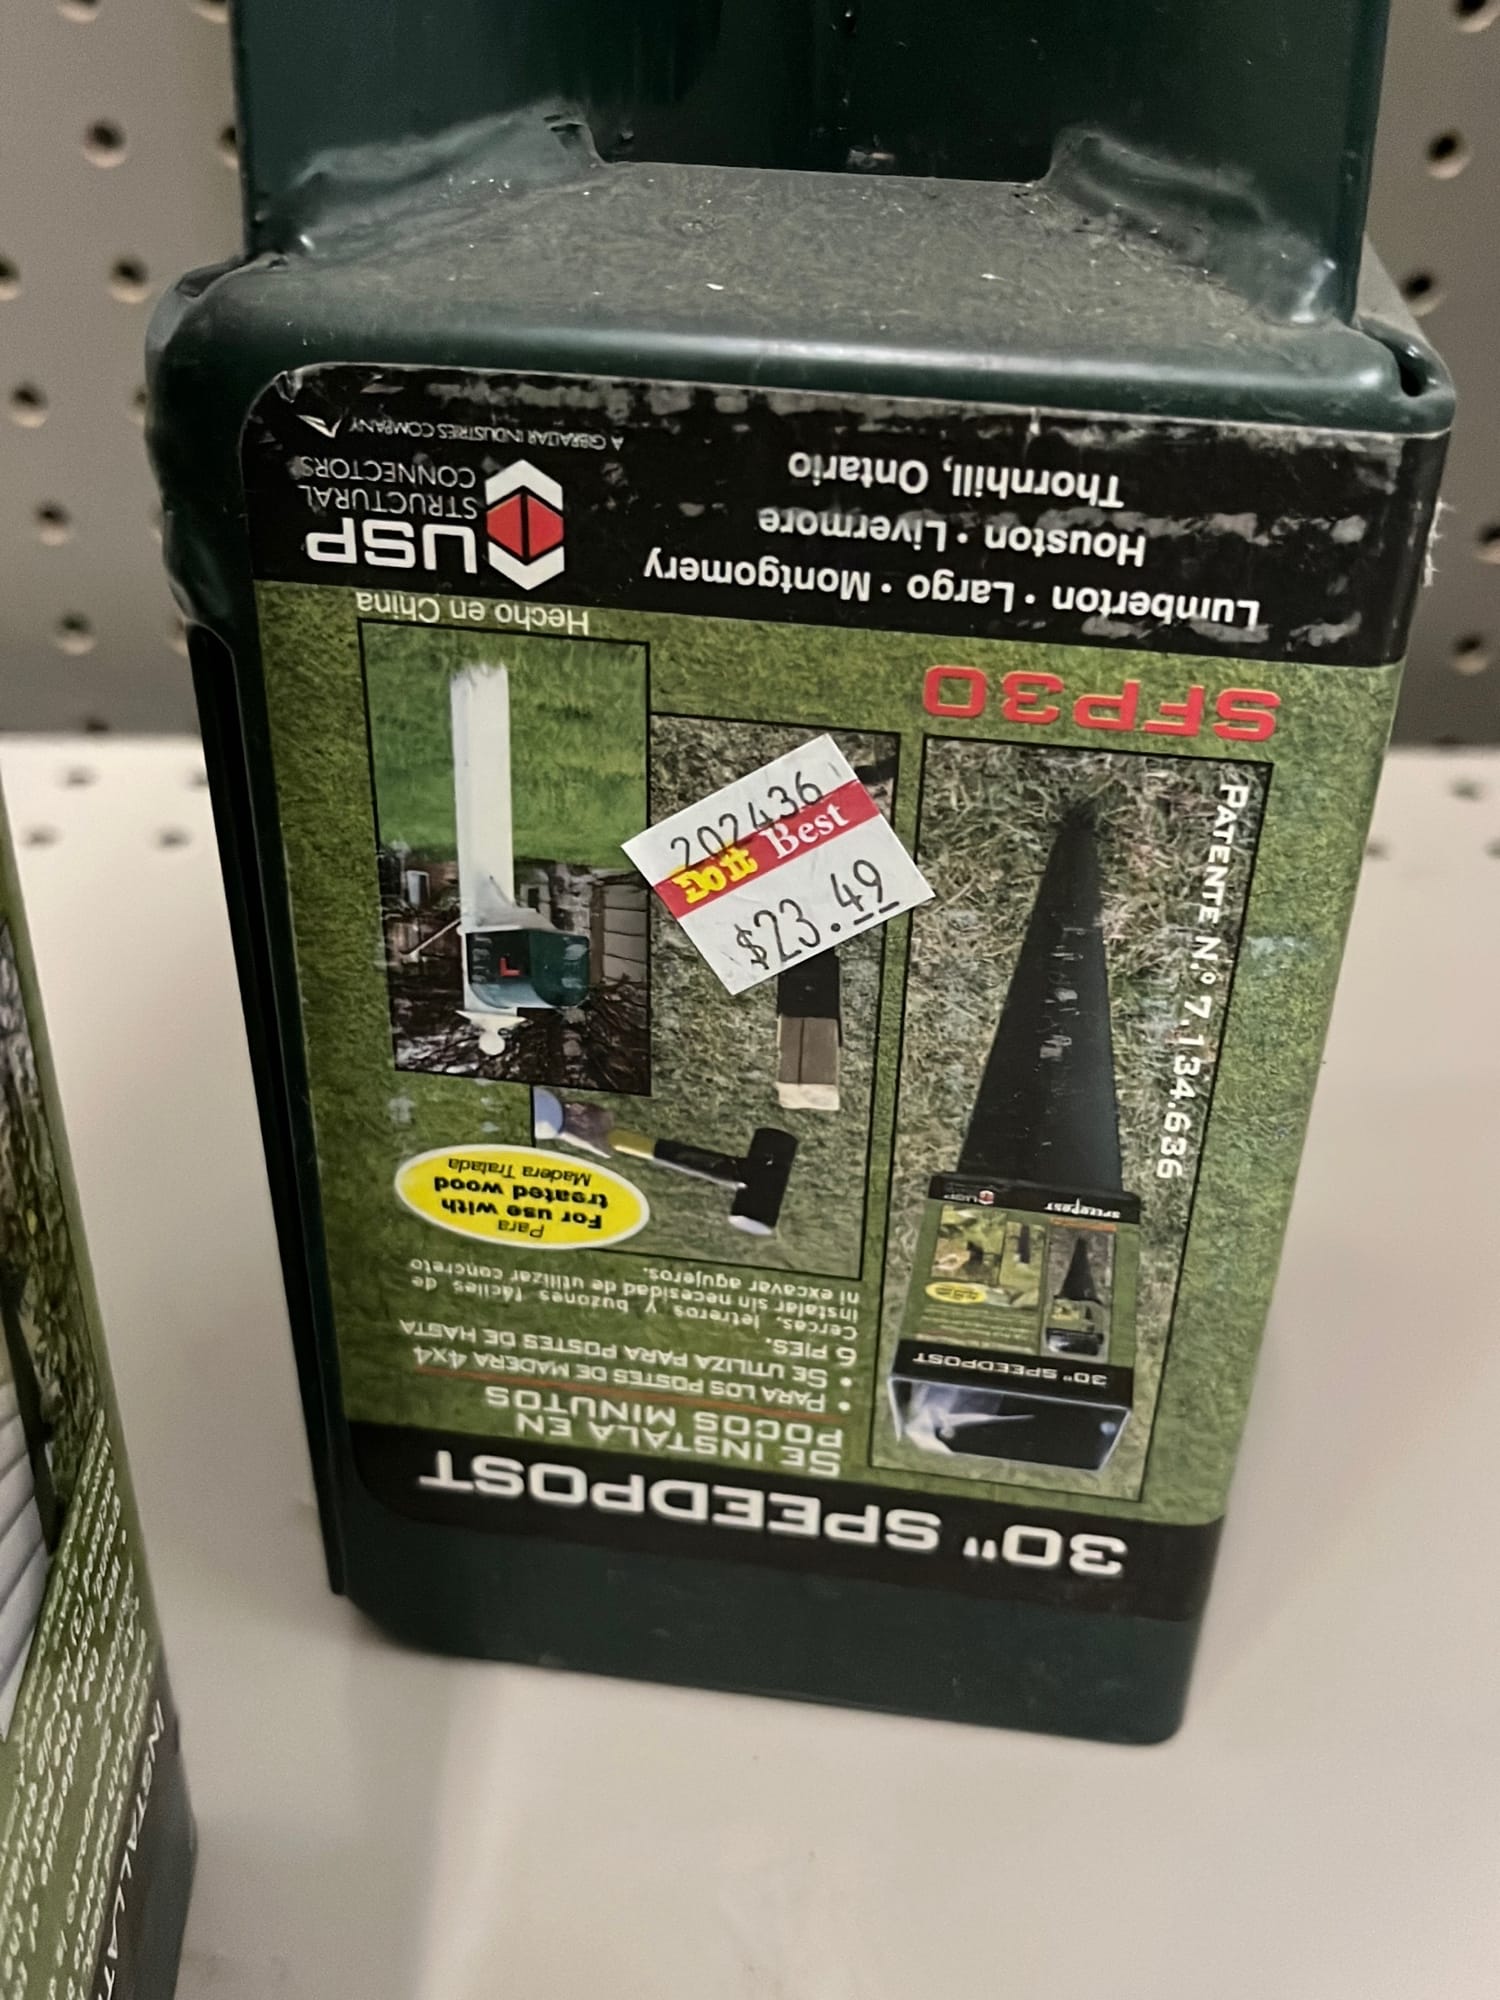 30" SPEEDPOST
SE INSTALA EN
POCOS MINUTOS
• PARA LOS POSTES DE MADERA 4X4
• SE UTILIZA PARA POSTES DE HASTA
6 PIES.
Cercas, letreros y buzones fáciles de
instalar sin necesidad de utilizar concreto
ni excavar agujeros.
Para
For use with
treated wood
Madera Tratada
30" SPEEDPOST
SPEEDPOST
USP
PATENTE N.º 7,134,636
202436
Do it Best
$23.49
SFP30
Hecho en China
Lumberton • Largo • Montgomery
Houston • Livermore
Thornhill, Ontario
USP
STRUCTURAL
CONNECTORS
A GIBRALTAR INDUSTRIES COMPANY